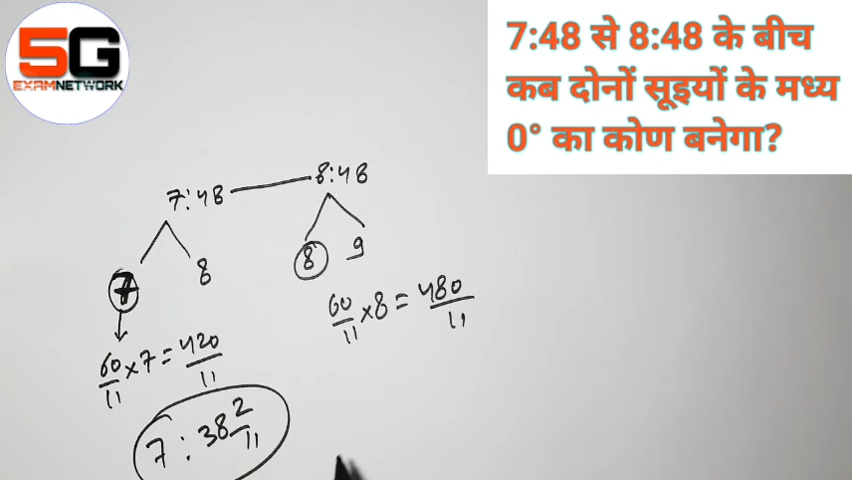 5G
EXAMNETWORK
7:48 से 8:48 के बीच
कब दोनों सूइयों के मध्य
0° का कोण बनेगा?
7:48 — 8:48
7 8 8 9
60/11 × 7 = 420/11
60/11 × 8 = 480/11
7 : 38 2/11